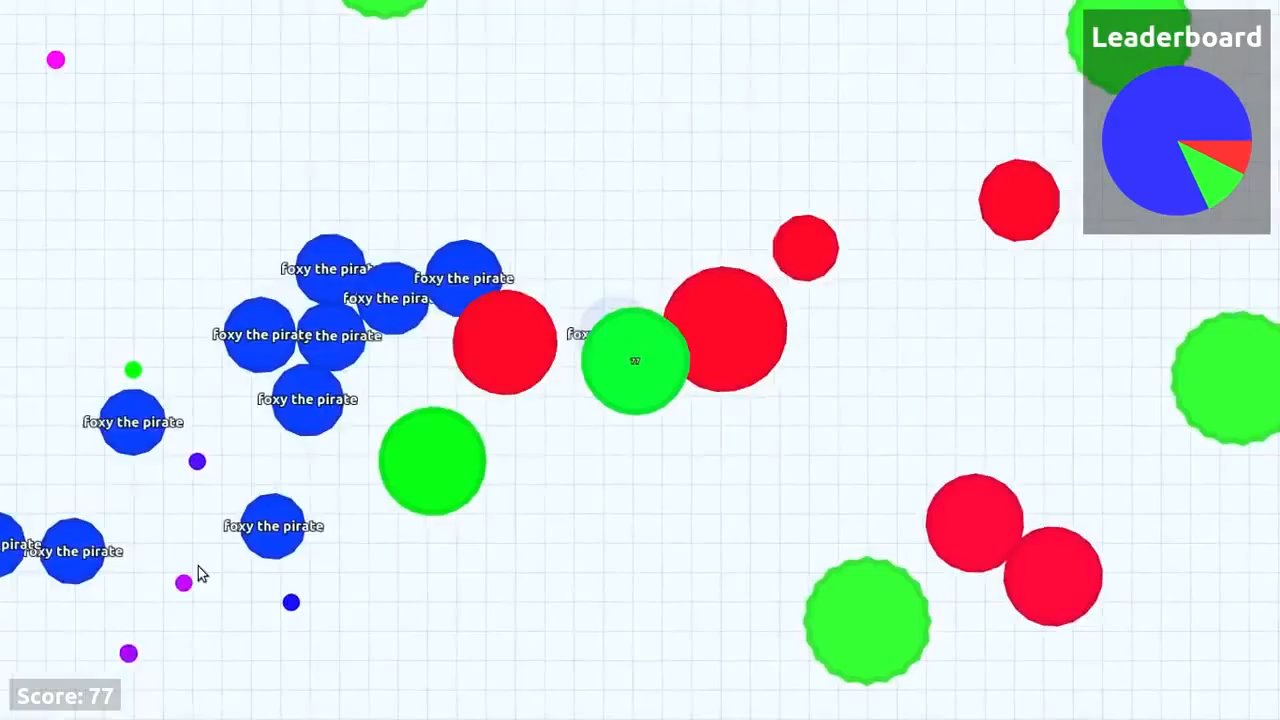 Leaderboard
foxy the pirate
foxy the pirate
foxy the pirate
foxy the pirate
the pirate
foxy
77
foxy the pirate
foxy the pirate
foxy the pirate
pirate
foxy the pirate
Score: 77